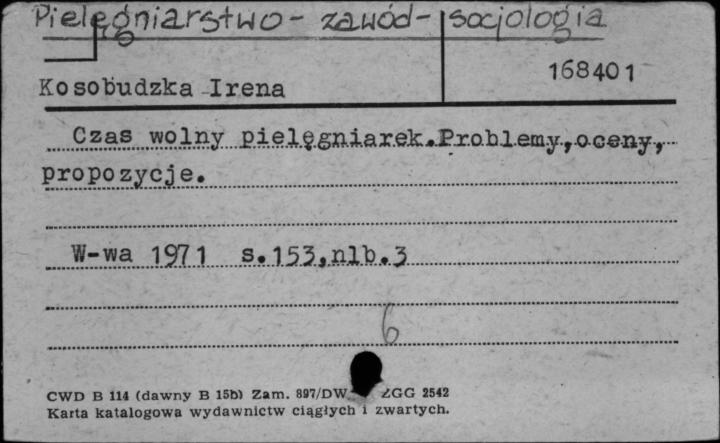 Pielęgniarstwo - zawód - socjologia
168401
Kosobudzka Irena
Czas wolny pielęgniarek.Problemy,oceny,
propozycje.
W-wa 1971 s.153,nlb.3
6
CWD B 114 (dawny B 15b) Zam. 897/DW ZGG 2542
Karta katalogowa wydawnictw ciągłych i zwartych.